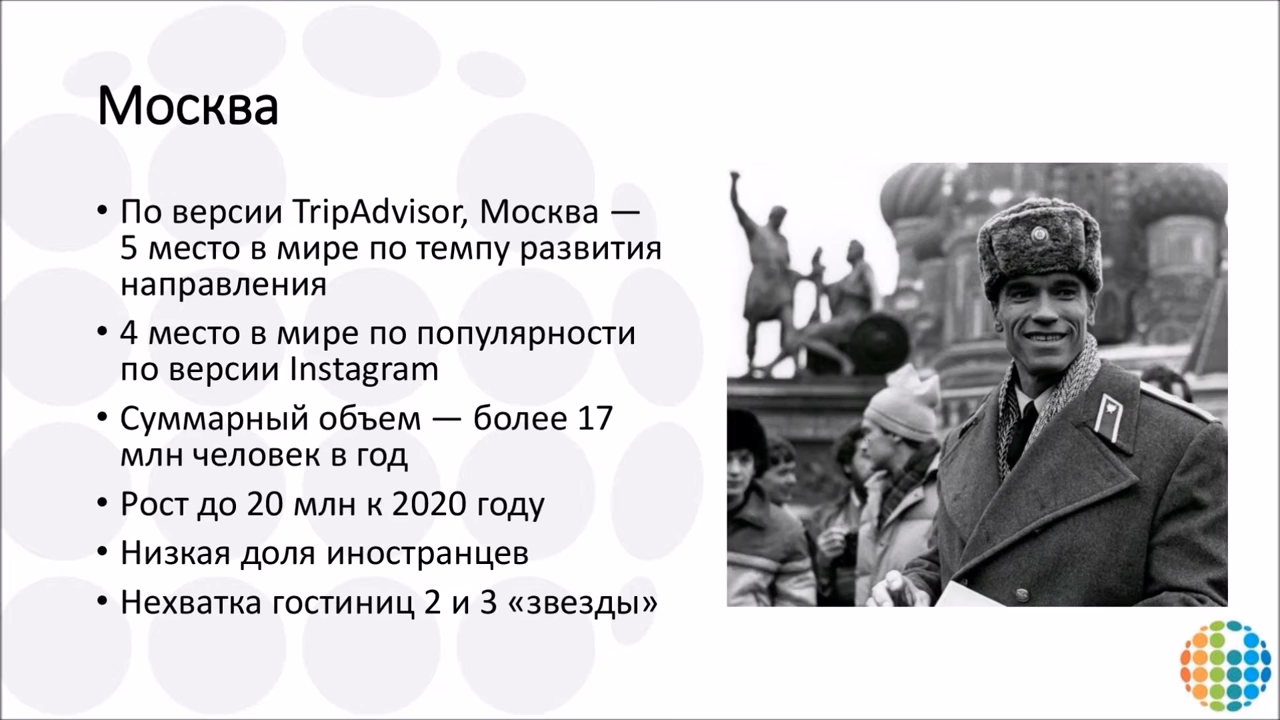 Москва
• По версии TripAdvisor, Москва —
5 место в мире по темпу развития
направления
• 4 место в мире по популярности
по версии Instagram
• Суммарный объем — более 17
млн человек в год
• Рост до 20 млн к 2020 году
• Низкая доля иностранцев
• Нехватка гостиниц 2 и 3 «звезды»